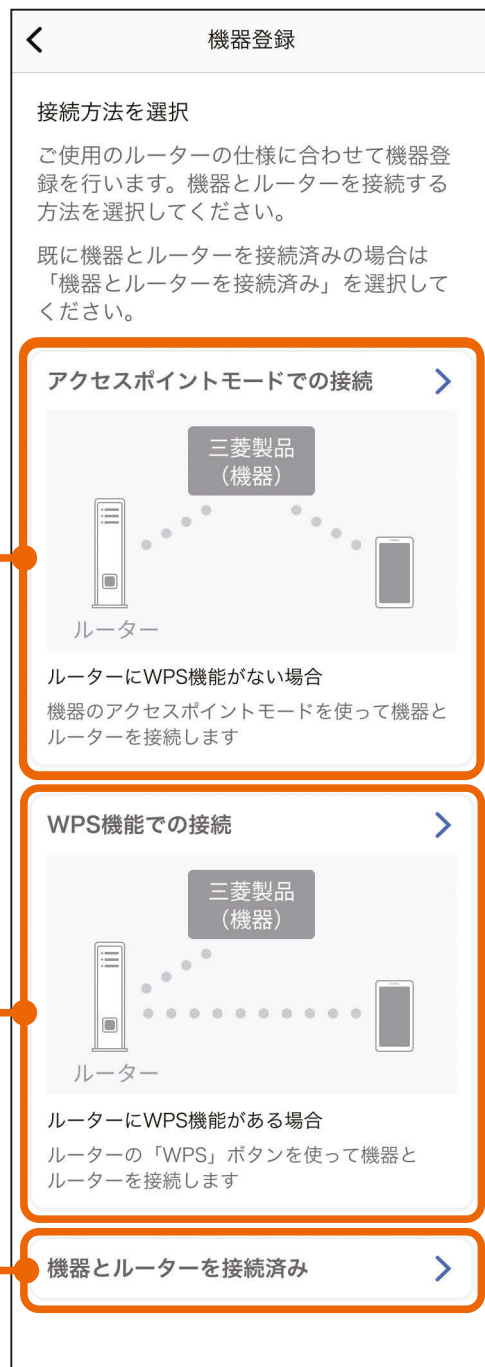 機器登録
接続方法を選択
ご使用のルーターの仕様に合わせて機器登
録を行います。機器とルーターを接続する
方法を選択してください。
既に機器とルーターを接続済みの場合は
「機器とルーターを接続済み」を選択して
ください。
アクセスポイントモードでの接続
三菱製品
（機器）
ルーター
ルーターにWPS機能がない場合
機器のアクセスポイントモードを使って機器と
ルーターを接続します
WPS機能での接続
三菱製品
（機器）
ルーター
ルーターにWPS機能がある場合
ルーターの「WPS」ボタンを使って機器と
ルーターを接続します
機器とルーターを接続済み